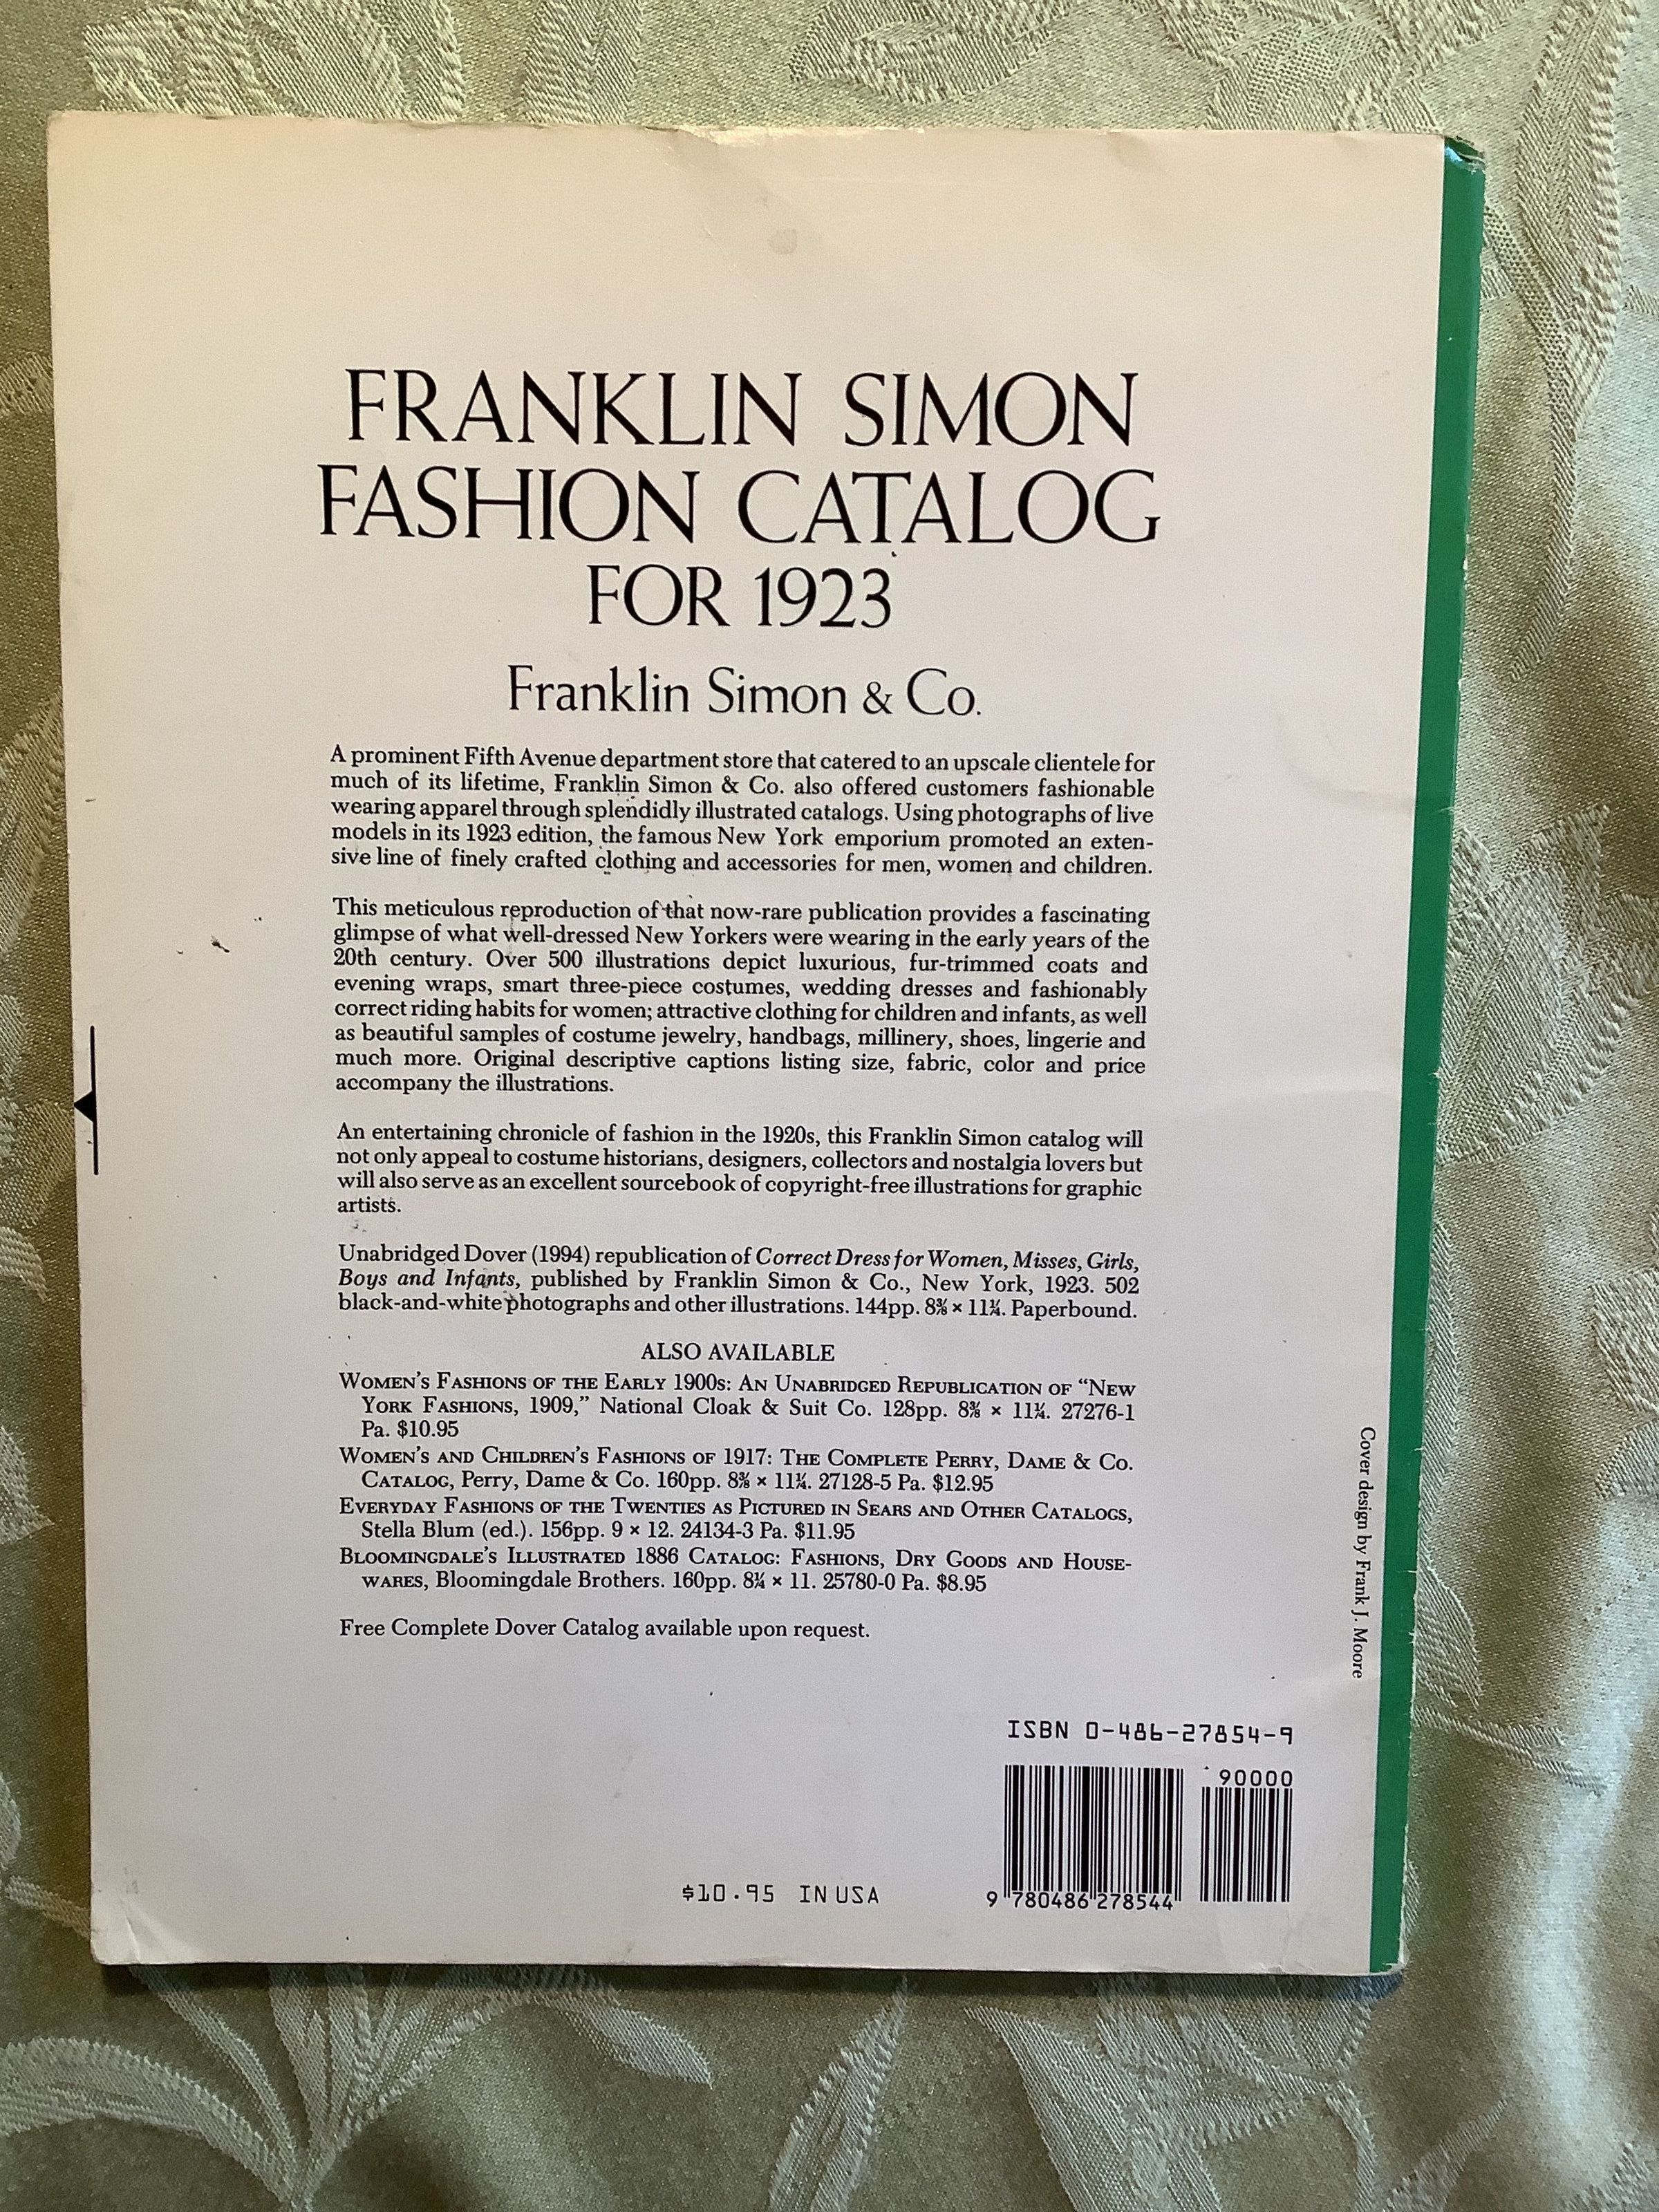 FRANKLIN SIMON
FASHION CATALOG
FOR 1923
Franklin Simon & Co.
A prominent Fifth Avenue department store that catered to an upscale clientele for
much of its lifetime, Franklin Simon & Co. also offered customers fashionable
wearing apparel through splendidly illustrated catalogs. Using photographs of live
models in its 1923 edition, the famous New York emporium promoted an exten-
sive line of finely crafted clothing and accessories for men, women and children.
This meticulous reproduction of that now-rare publication provides a fascinating
glimpse of what well-dressed New Yorkers were wearing in the early years of the
20th century. Over 500 illustrations depict luxurious, fur-trimmed coats and
evening wraps, smart three-piece costumes, wedding dresses and fashionably
correct riding habits for women; attractive clothing for children and infants, as well
as beautiful samples of costume jewelry, handbags, millinery, shoes, lingerie and
much more. Original descriptive captions listing size, fabric, color and price
accompany the illustrations.
An entertaining chronicle of fashion in the 1920s, this Franklin Simon catalog will
not only appeal to costume historians, designers, collectors and nostalgia lovers but
will also serve as an excellent sourcebook of copyright-free illustrations for graphic
artists.
Unabridged Dover (1994) republication of Correct Dress for Women, Misses, Girls,
Boys and Infants, published by Franklin Simon & Co., New York, 1923. 502
black-and-white photographs and other illustrations. 144pp. 8⅜ × 11¼. Paperbound.
ALSO AVAILABLE
WOMEN'S FASHIONS OF THE EARLY 1900s: AN UNABRIDGED REPUBLICATION OF "NEW
YORK FASHIONS, 1909," National Cloak & Suit Co. 128pp. 8⅜ × 11¼. 27276-1
Pa. $10.95
WOMEN'S AND CHILDREN'S FASHIONS OF 1917: THE COMPLETE PERRY, DAME & CO.
CATALOG, Perry, Dame & Co. 160pp. 8⅜ × 11¼. 27128-5 Pa. $12.95
EVERYDAY FASHIONS OF THE TWENTIES AS PICTURED IN SEARS AND OTHER CATALOGS,
Stella Blum (ed.). 156pp. 9 × 12. 24134-3 Pa. $11.95
BLOOMINGDALE'S ILLUSTRATED 1886 CATALOG: FASHIONS, DRY GOODS AND HOUSE-
WARES, Bloomingdale Brothers. 160pp. 8¼ × 11. 25780-0 Pa. $8.95
Free Complete Dover Catalog available upon request.
Cover design by Frank J. Moore
ISBN 0-486-27854-9
90000
9 780486 278544
$10.95 IN USA